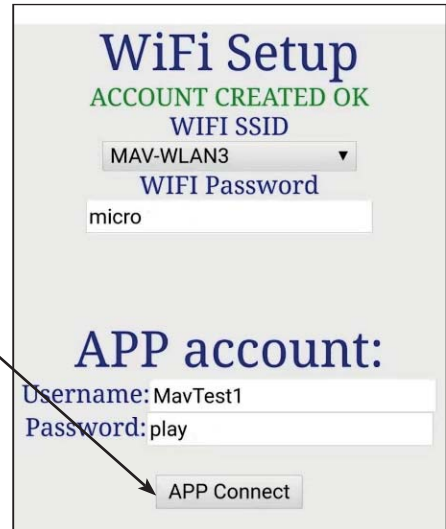 WiFi Setup
ACCOUNT CREATED OK
WIFI SSID
MAV-WLAN3
WIFI Password
micro
APP account:
Username: MavTest1
Password: play
APP Connect